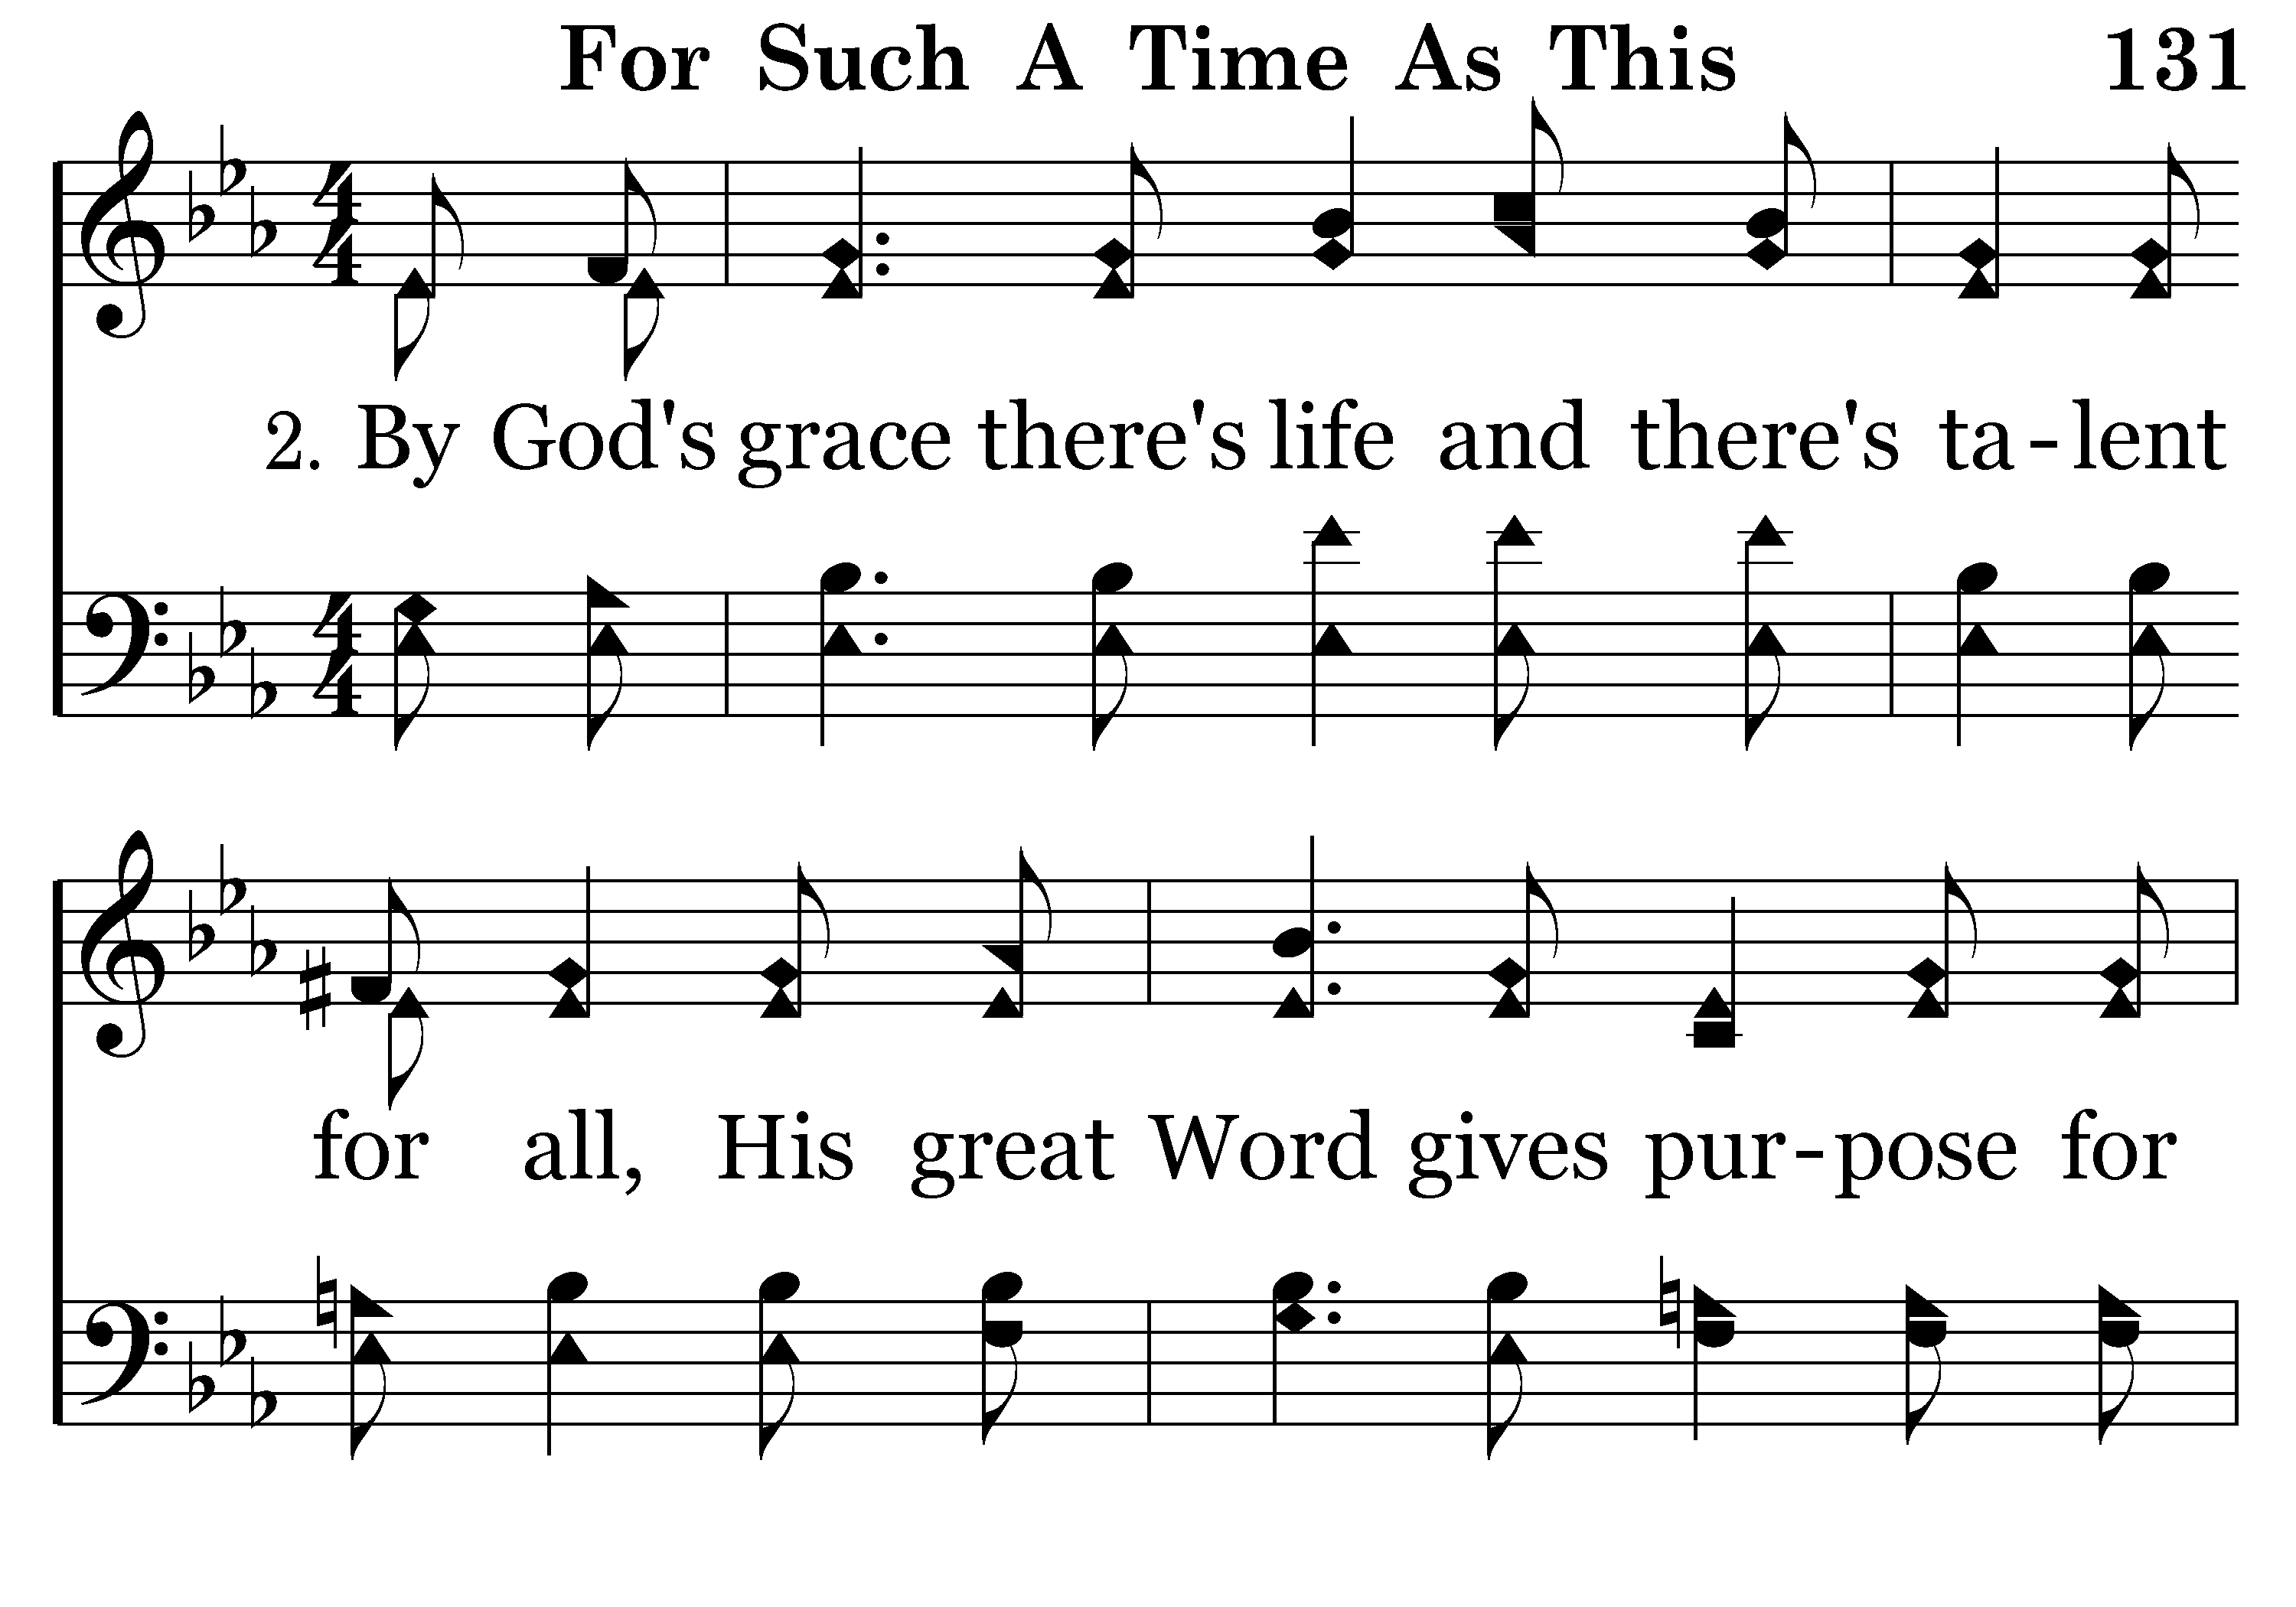 For Such A Time As This 131
2. By God's grace there's life and there's ta-lent
for all, His great Word gives pur-pose for